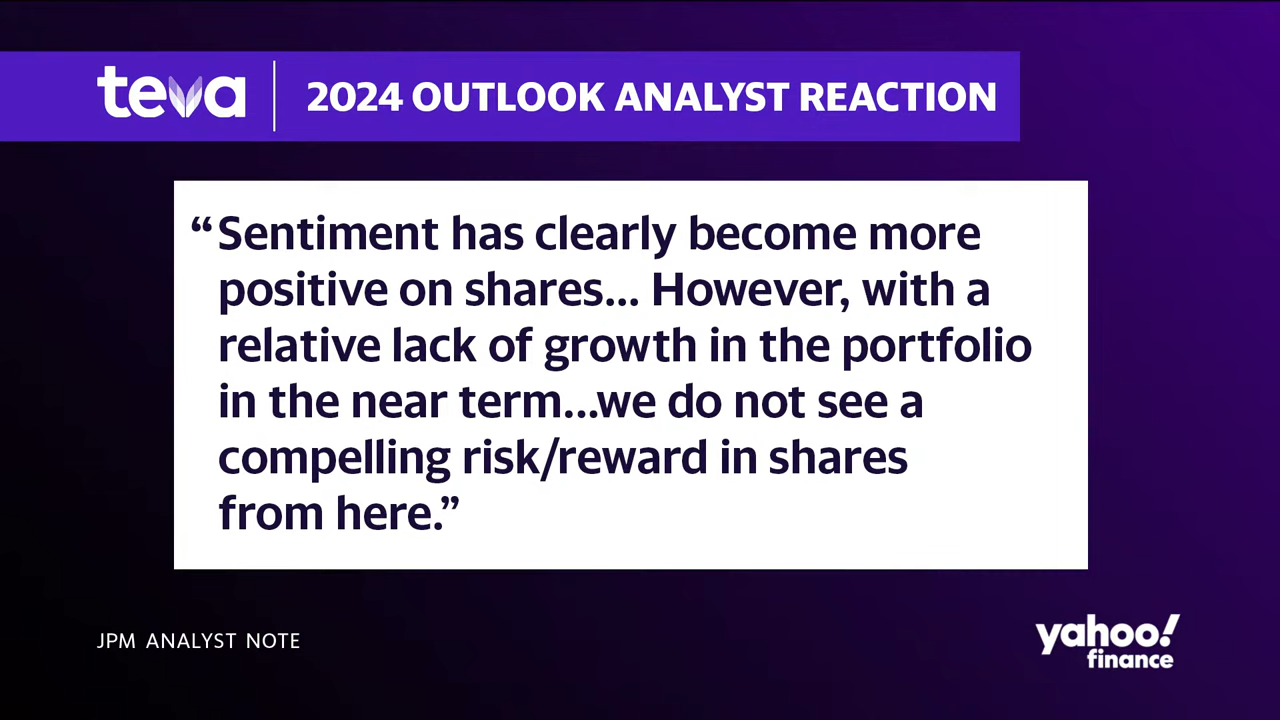 teva
2024 OUTLOOK ANALYST REACTION
“Sentiment has clearly become more
positive on shares... However, with a
relative lack of growth in the portfolio
in the near term...we do not see a
compelling risk/reward in shares
from here.”
JPM ANALYST NOTE
yahoo!
finance